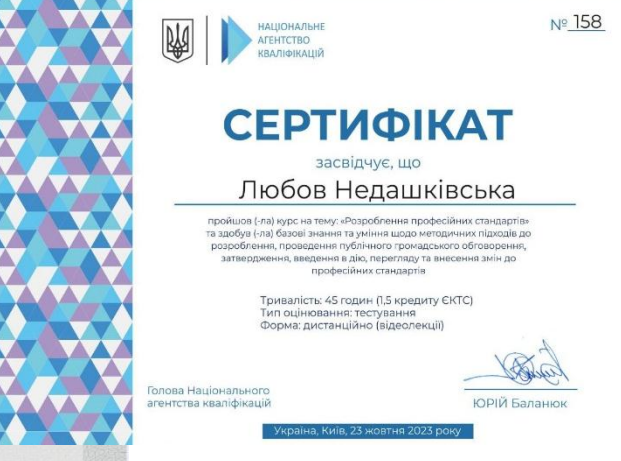 НАЦІОНАЛЬНЕ
АГЕНТСТВО
КВАЛІФІКАЦІЙ
№ 158
СЕРТИФІКАТ
засвідчує, що
Любов Недашківська
пройшов (-ла) курс на тему: «Розроблення професійних стандартів»
та здобув (-ла) базові знання та уміння щодо методичних підходів до
розроблення, проведення публічного громадського обговорення,
затвердження, введення в дію, перегляду та внесення змін до
професійних стандартів
Тривалість: 45 годин (1,5 кредиту ЄКТС)
Тип оцінювання: тестування
Форма: дистанційно (відеолекції)
Голова Національного
агентства кваліфікацій
ЮРІЙ Баланюк
Україна, Київ, 23 жовтня 2023 року